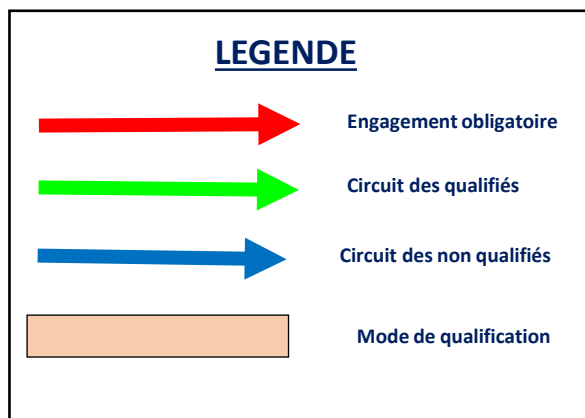 LEGENDE
Engagement obligatoire
Circuit des qualifiés
Circuit des non qualifiés
Mode de qualification